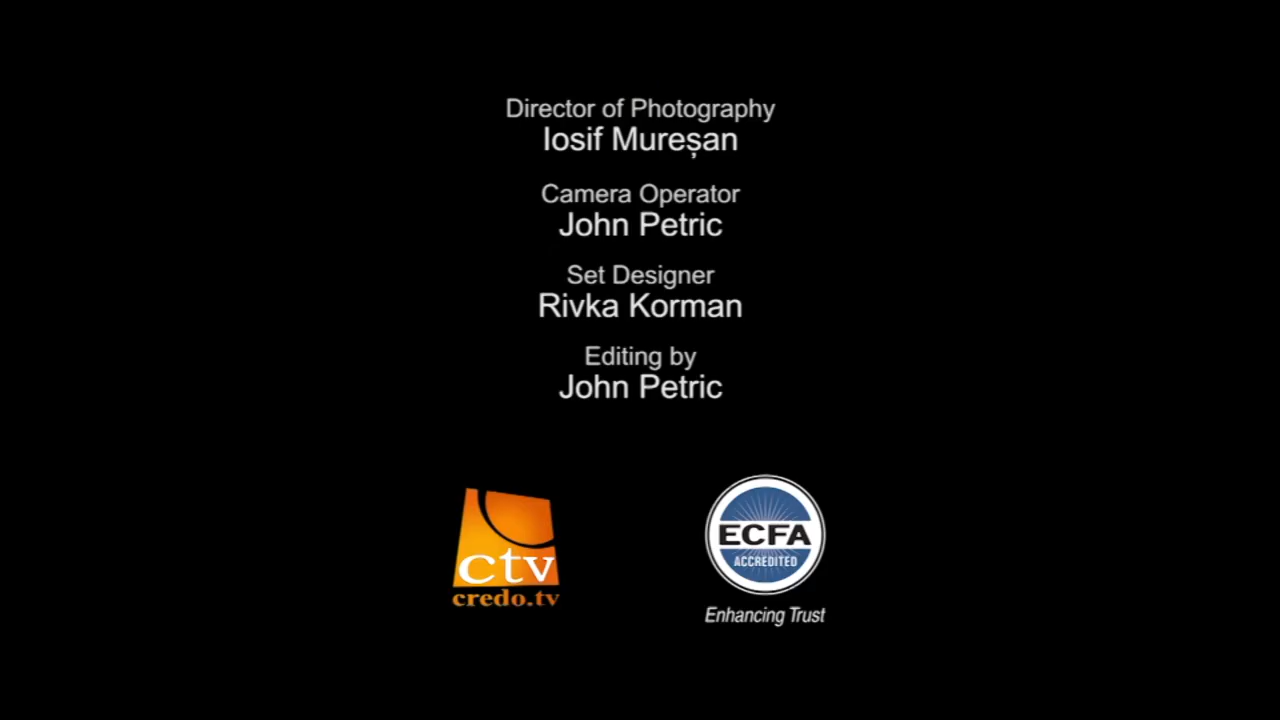 Director of Photography
Iosif Mureșan
Camera Operator
John Petric
Set Designer
Rivka Korman
Editing by
John Petric
ctv
credo.tv
ECFA
ACCREDITED
Enhancing Trust